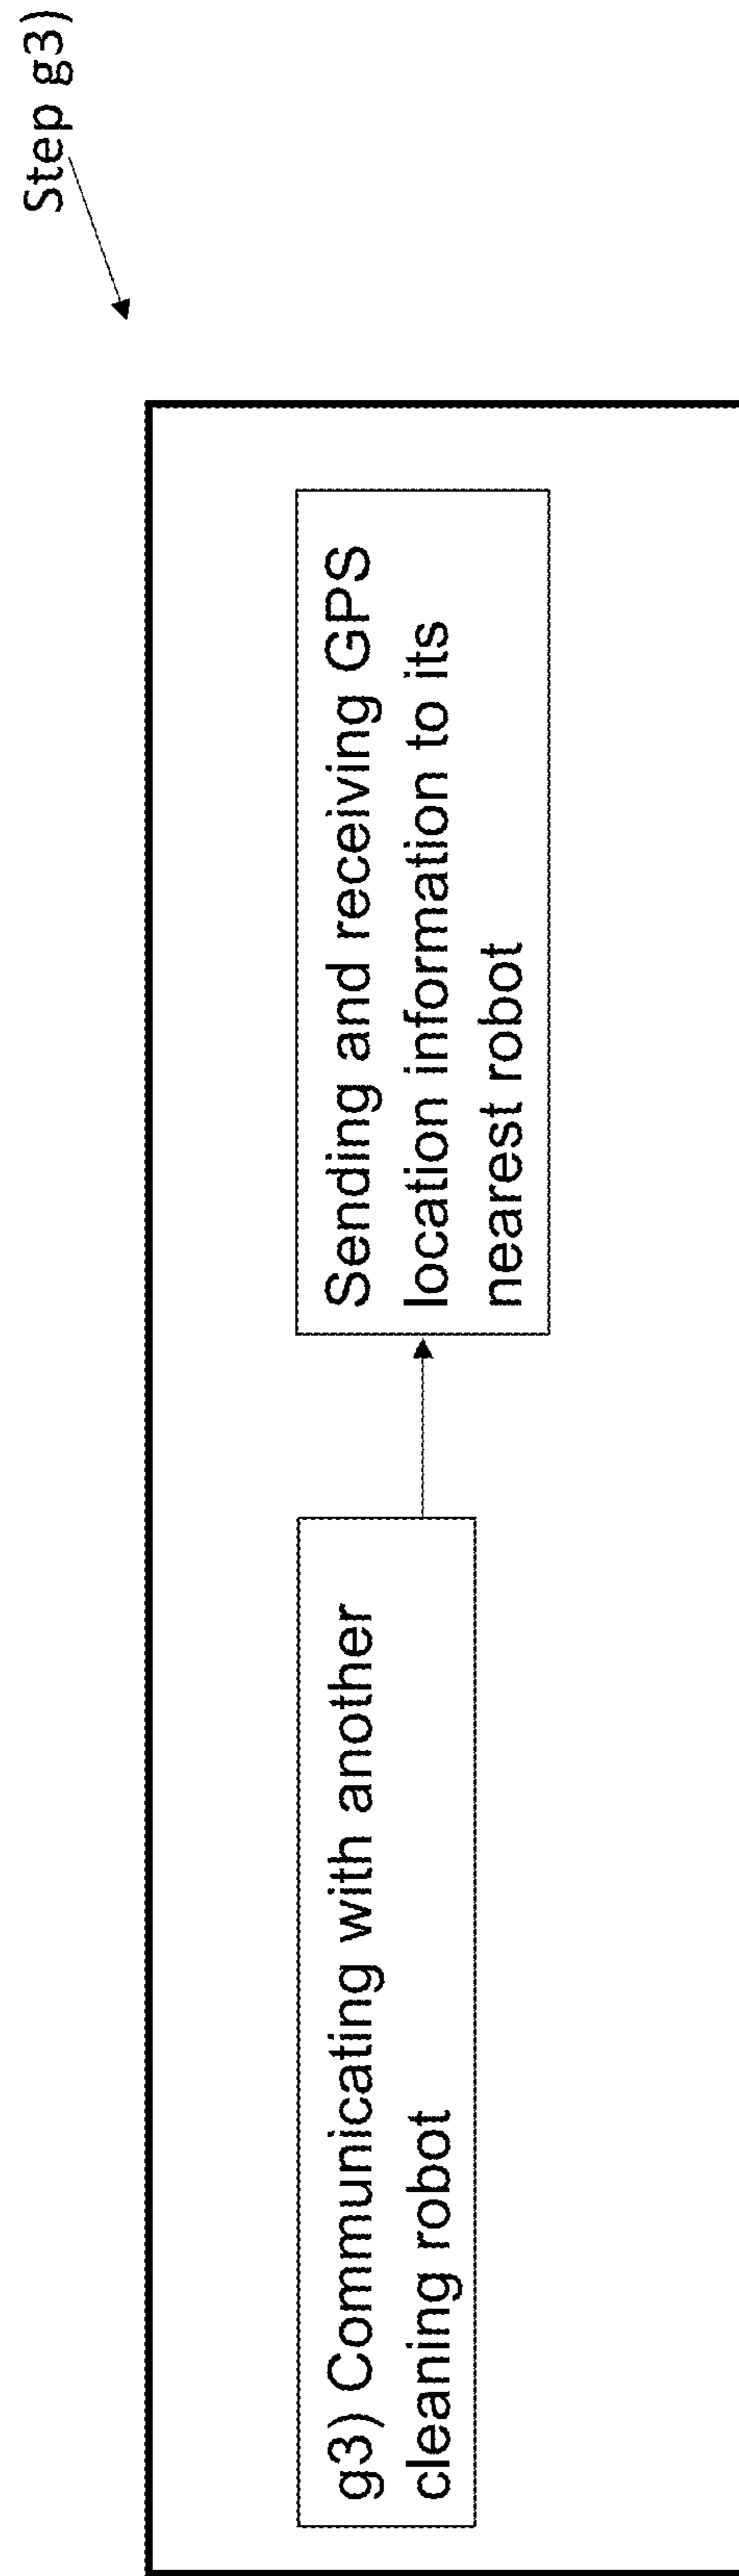 Step g3)
g3) Communicating with another
cleaning robot
Sending and receiving GPS
location information to its
nearest robot